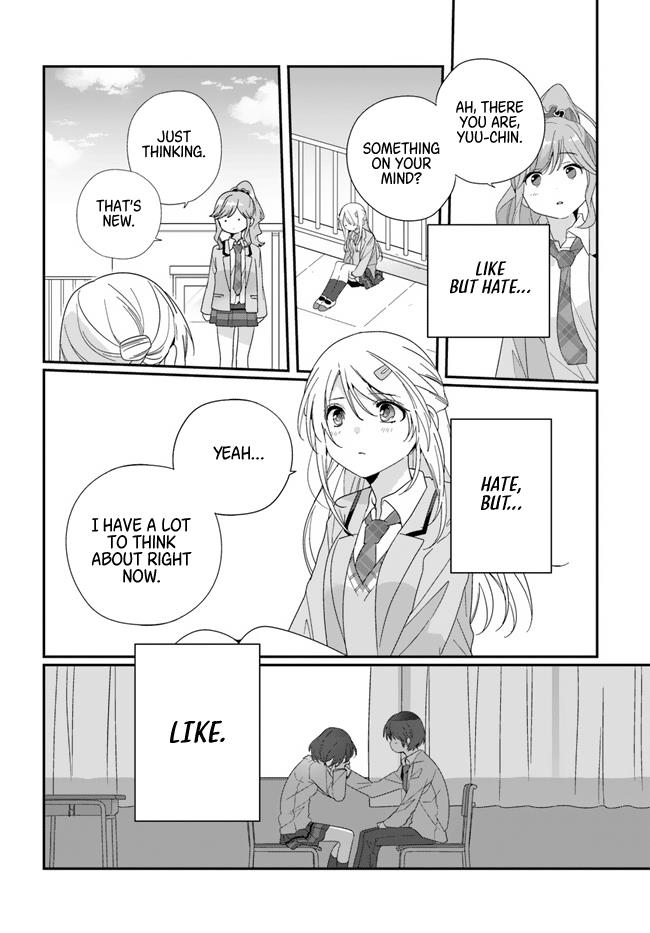 AH, THERE
YOU ARE,
YUU-CHIN.
SOMETHING
ON YOUR
MIND?
LIKE
BUT HATE...
JUST
THINKING.
THAT'S
NEW.
HATE,
BUT...
YEAH...
I HAVE A LOT
TO THINK
ABOUT RIGHT
NOW.
LIKE.